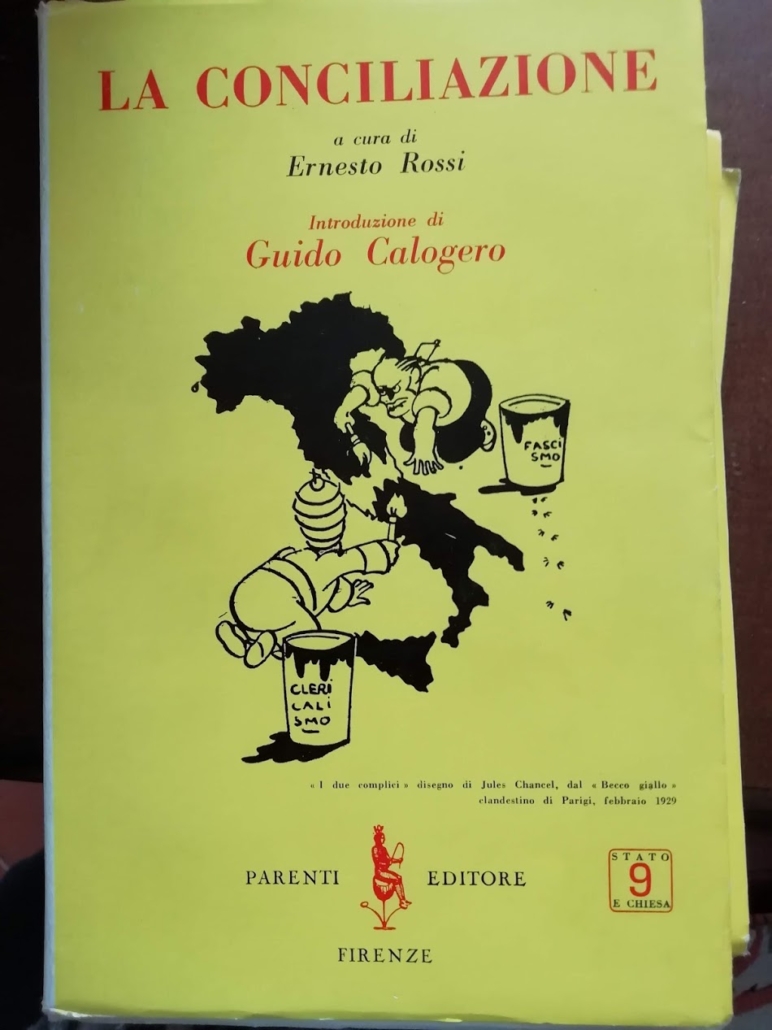 LA CONCILIAZIONE
a cura di
Ernesto Rossi
Introduzione di
Guido Calogero
FASCI
SMO
CLERI
CALI
SMO
« I due complici » disegno di Jules Chancel, dal « Becco giallo »
clandestino di Parigi, febbraio 1929
PARENTI EDITORE
FIRENZE
STATO
9
E CHIESA